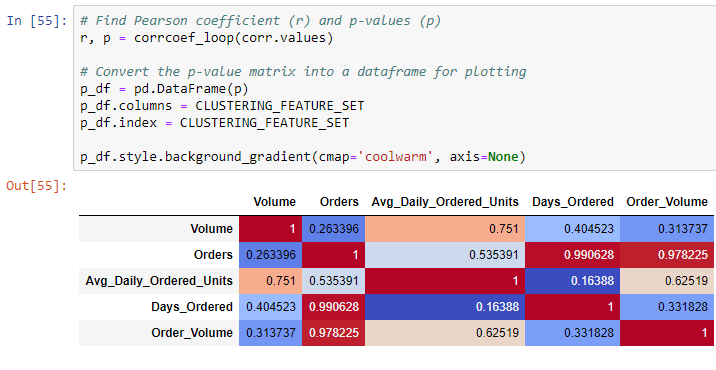 In [55]: # Find Pearson coefficient (r) and p-values (p)
r, p = corrcoef_loop(corr.values)
# Convert the p-value matrix into a dataframe for plotting
p_df = pd.DataFrame(p)
p_df.columns = CLUSTERING_FEATURE_SET
p_df.index = CLUSTERING_FEATURE_SET
p_df.style.background_gradient(cmap='coolwarm', axis=None)
Out[55]:
Volume Orders Avg_Daily_Ordered_Units Days_Ordered Order_Volume
Volume 1 0.263396 0.751 0.404523 0.313737
Orders 0.263396 1 0.535391 0.990628 0.978225
Avg_Daily_Ordered_Units 0.751 0.535391 1 0.16388 0.62519
Days_Ordered 0.404523 0.990628 0.16388 1 0.331828
Order_Volume 0.313737 0.978225 0.62519 0.331828 1